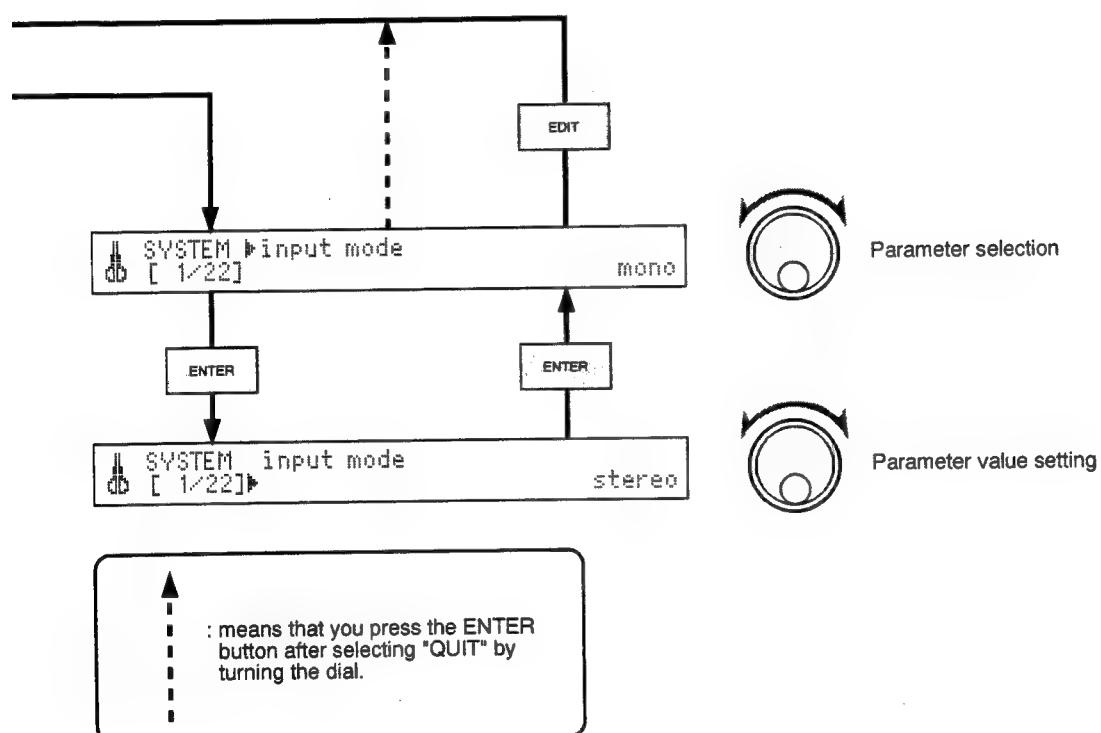 EDIT
SYSTEM ▶input mode
[ 1/22] mono
Parameter selection
ENTER
ENTER
SYSTEM input mode
[ 1/22]▶ stereo
Parameter value setting
: means that you press the ENTER
button after selecting "QUIT" by
turning the dial.